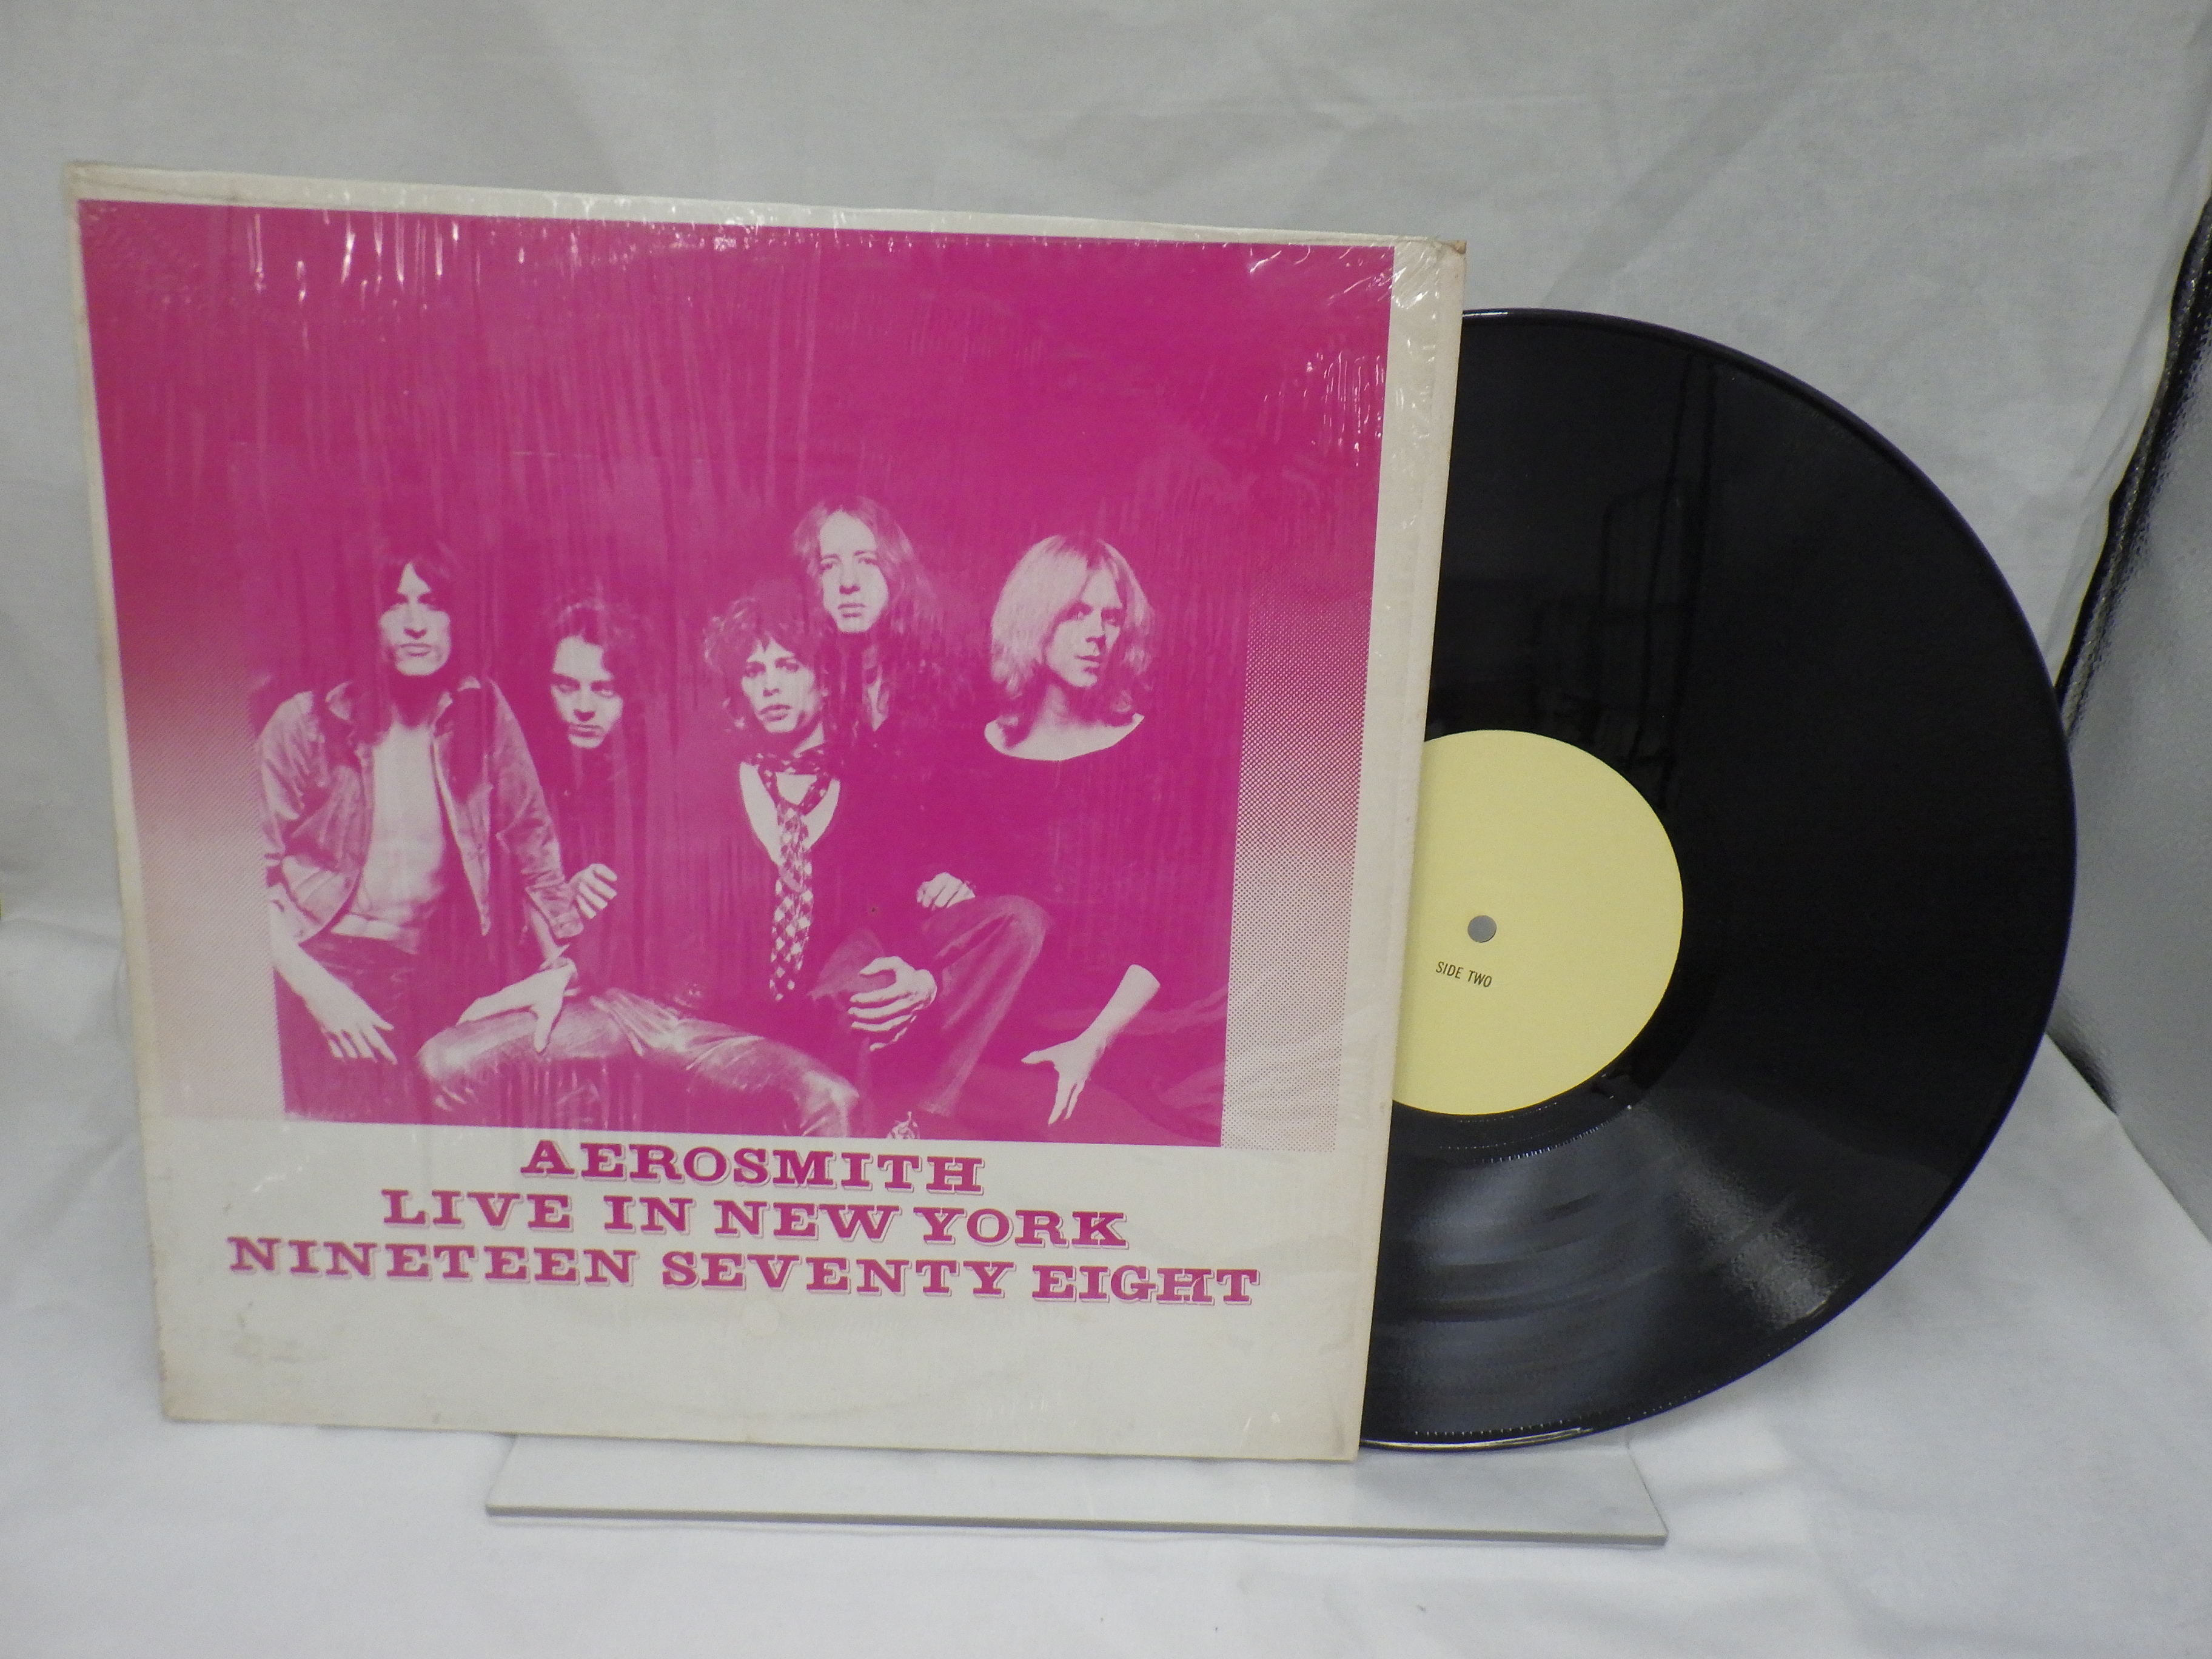 AEROSMITH
LIVE IN NEW YORK
NINETEEN SEVENTY EIGHT
SIDE TWO